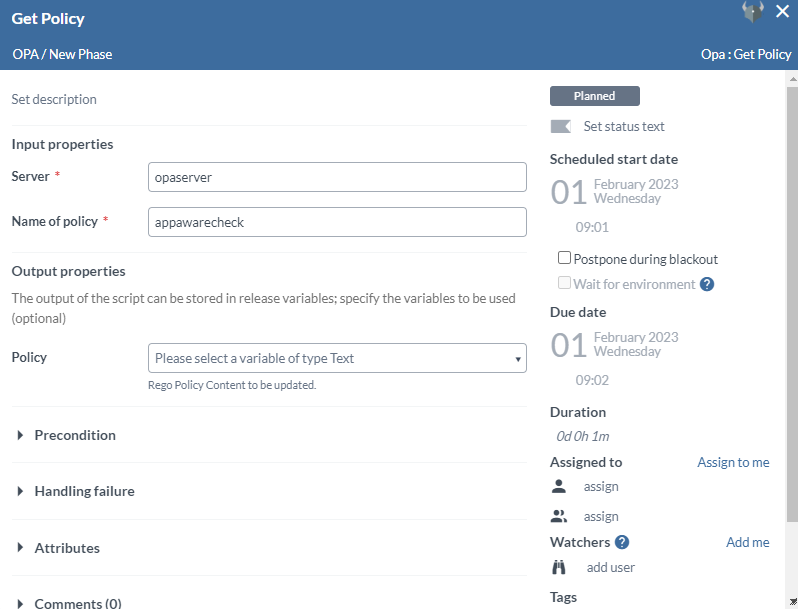 Get Policy
OPA / New Phase
Opa : Get Policy
Set description
Input properties
Server *
opaserver
Name of policy *
appawarecheck
Output properties
The output of the script can be stored in release variables; specify the variables to be used
(optional)
Policy
Please select a variable of type Text
Rego Policy Content to be updated.
Precondition
Handling failure
Attributes
Comments (0)
Planned
Set status text
Scheduled start date
01
February 2023
Wednesday
09:01
Postpone during blackout
Wait for environment ?
Due date
01
February 2023
Wednesday
09:02
Duration
0d 0h 1m
Assigned to
Assign to me
assign
assign
Watchers ?
Add me
add user
Tags